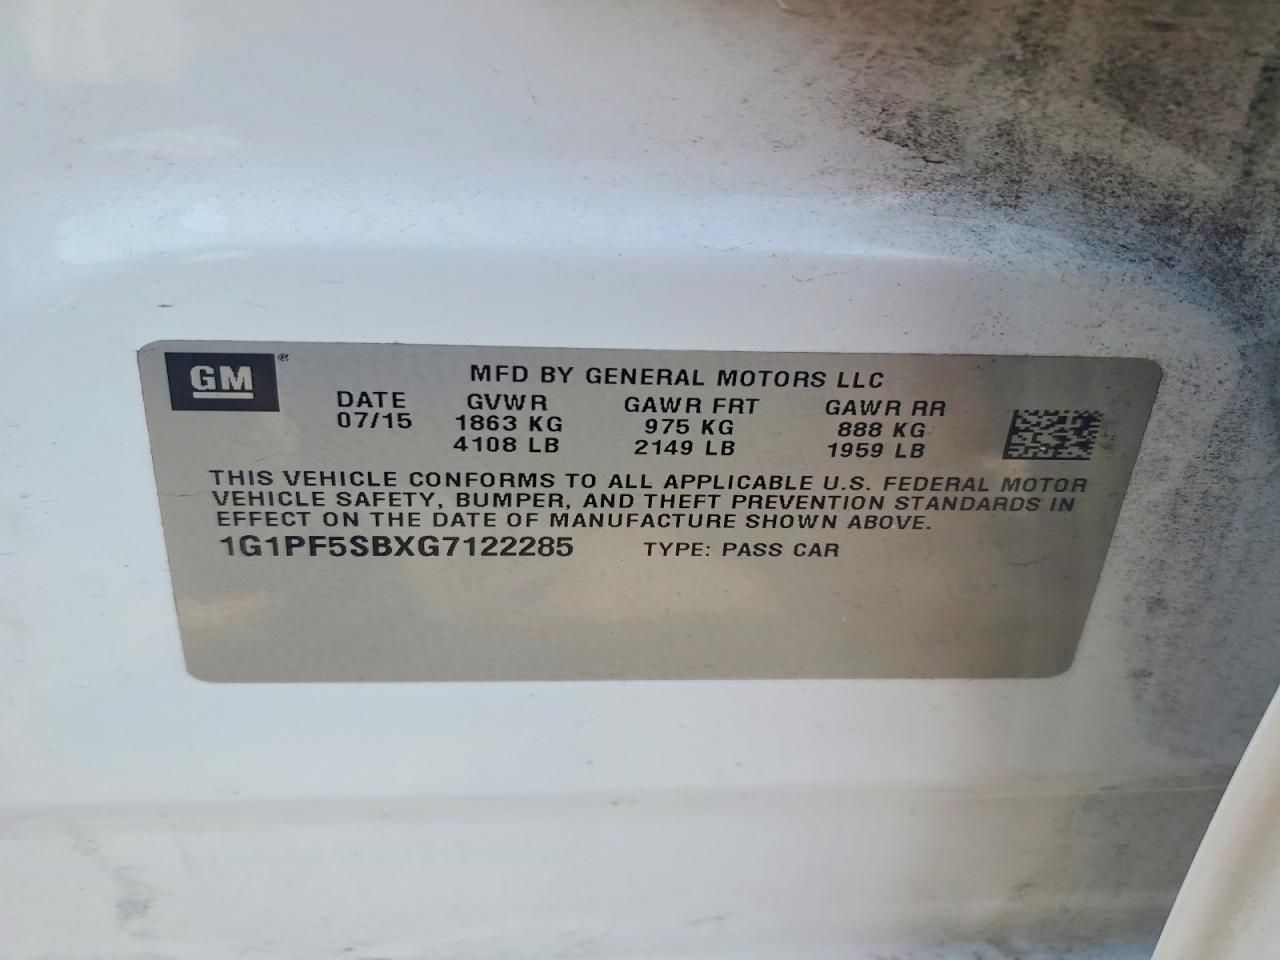 GM ® MFD BY GENERAL MOTORS LLC
DATE GVWR GAWR FRT GAWR RR
07/15 1863 KG 975 KG 888 KG
4108 LB 2149 LB 1959 LB
THIS VEHICLE CONFORMS TO ALL APPLICABLE U.S. FEDERAL MOTOR
VEHICLE SAFETY, BUMPER, AND THEFT PREVENTION STANDARDS IN
EFFECT ON THE DATE OF MANUFACTURE SHOWN ABOVE.
1G1PF5SBXG7122285 TYPE: PASS CAR